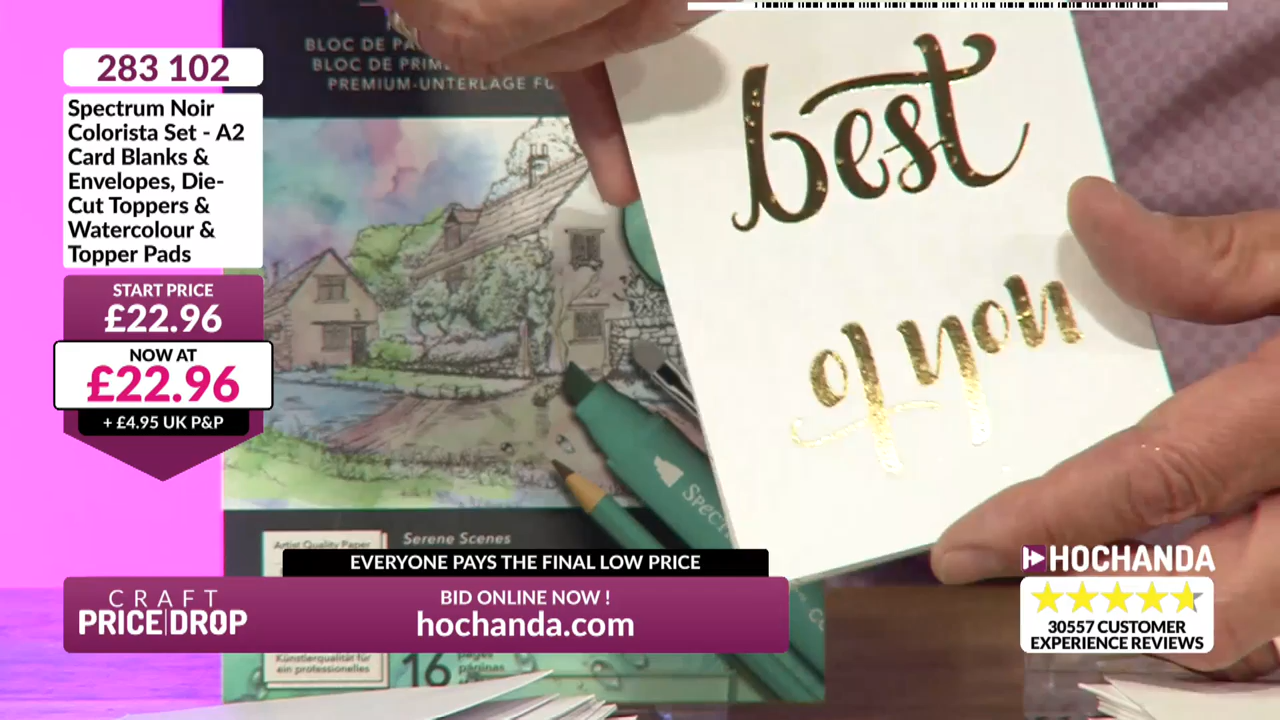 283 102
Spectrum Noir
Colorista Set - A2
Card Blanks &
Envelopes, Die-
Cut Toppers &
Watercolour &
Topper Pads
START PRICE
£22.96
NOW AT
£22.96
+ £4.95 UK P&P
BLOC DE
BLOC DE
PREMIUM-UNTERLAGE
best
of you
Serene Scenes
Artist Quality Paper
EVERYONE PAYS THE FINAL LOW PRICE
CRAFT
PRICE DROP
BID ONLINE NOW !
hochanda.com
HOCHANDA
30557 CUSTOMER
EXPERIENCE REVIEWS
Künstlerqualität für
ein professionelles
16
pages
páginas